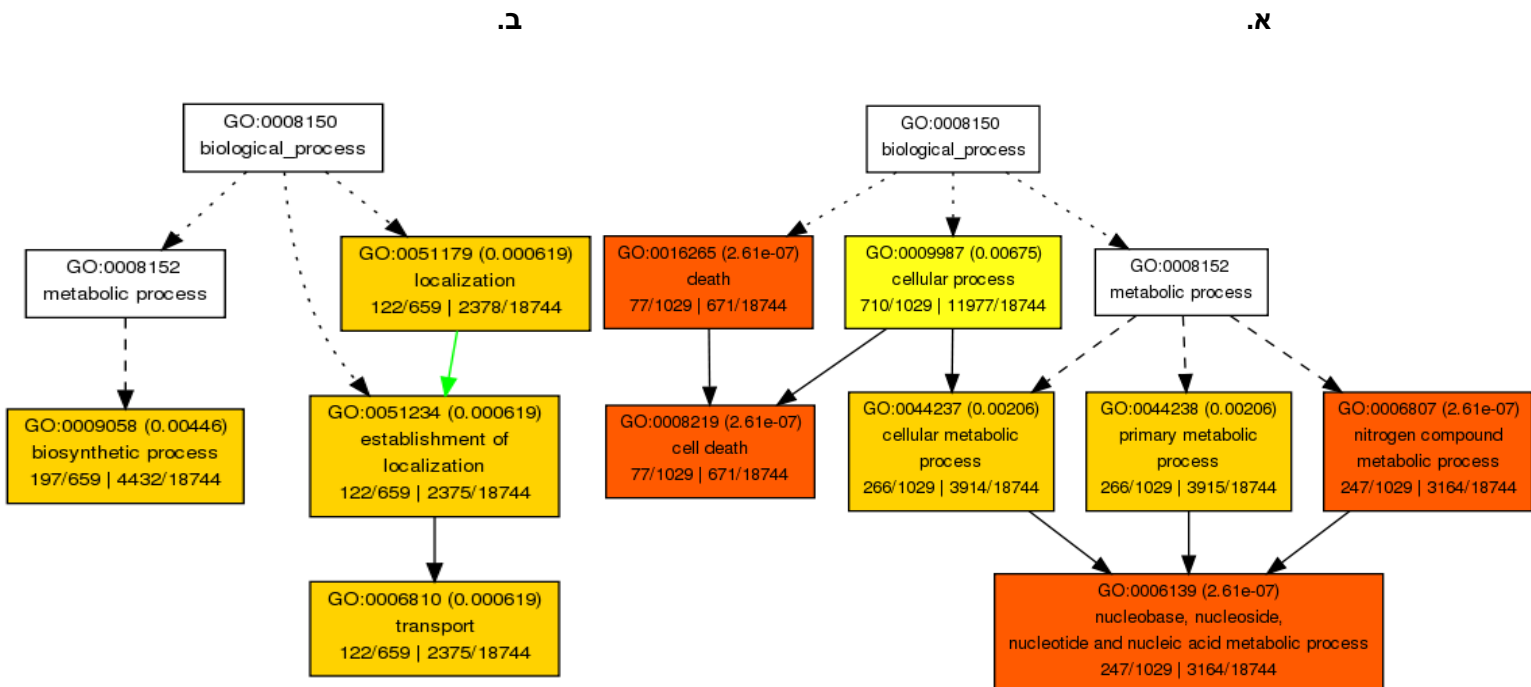 א.
ב.
GO:0008150
biological_process
GO:0008152
metabolic process
GO:0051179 (0.000619)
localization
122/659 | 2378/18744
GO:0009058 (0.00446)
biosynthetic process
197/659 | 4432/18744
GO:0051234 (0.000619)
establishment of
localization
122/659 | 2375/18744
GO:0006810 (0.000619)
transport
122/659 | 2375/18744
GO:0008150
biological_process
GO:0016265 (2.61e-07)
death
77/1029 | 671/18744
GO:0009987 (0.00675)
cellular process
710/1029 | 11977/18744
GO:0008152
metabolic process
GO:0008219 (2.61e-07)
cell death
77/1029 | 671/18744
GO:0044237 (0.00206)
cellular metabolic
process
266/1029 | 3914/18744
GO:0044238 (0.00206)
primary metabolic
process
266/1029 | 3915/18744
GO:0006807 (2.61e-07)
nitrogen compound
metabolic process
247/1029 | 3164/18744
GO:0006139 (2.61e-07)
nucleobase, nucleoside,
nucleotide and nucleic acid metabolic process
247/1029 | 3164/18744